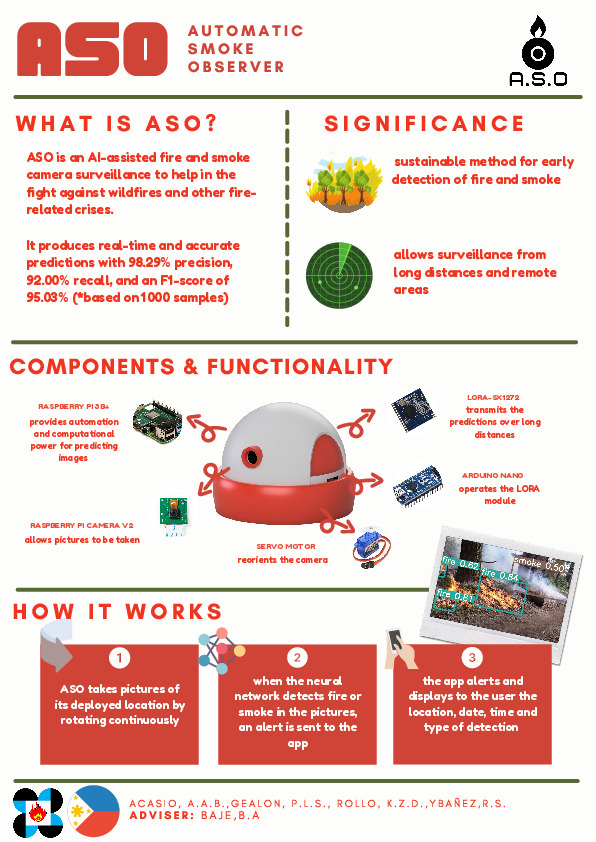 ASO
AUTOMATIC
SMOKE
OBSERVER
A.S.O
WHAT IS ASO?
ASO is an AI-assisted fire and smoke
camera surveillance to help in the
fight against wildfires and other fire-
related crises.
It produces real-time and accurate
predictions with 98.29% precision,
92.00% recall, and an F1-score of
95.03% (*based on 1000 samples)
SIGNIFICANCE
sustainable method for early
detection of fire and smoke
allows surveillance from
long distances and remote
areas
COMPONENTS & FUNCTIONALITY
RASPBERRY PI 3B+
provides automation
and computational
power for predicting
images
RASPBERRY PI CAMERA V2
allows pictures to be taken
SERVO MOTOR
reorients the camera
LORA-SX1272
transmits the
predictions over long
distances
ARDUINO NANO
operates the LORA
module
fire 0.62
fire 0.84
smoke 0.50
fire 0.81
HOW IT WORKS
1
ASO takes pictures of
its deployed location by
rotating continuously
2
when the neural
network detects fire or
smoke in the pictures,
an alert is sent to the
app
3
the app alerts and
displays to the user the
location, date, time and
type of detection
ACASIO, A.A.B.,GEALON, P.L.S., ROLLO, K.Z.D.,YBAÑEZ,R.S.
ADVISER: BAJE,B.A